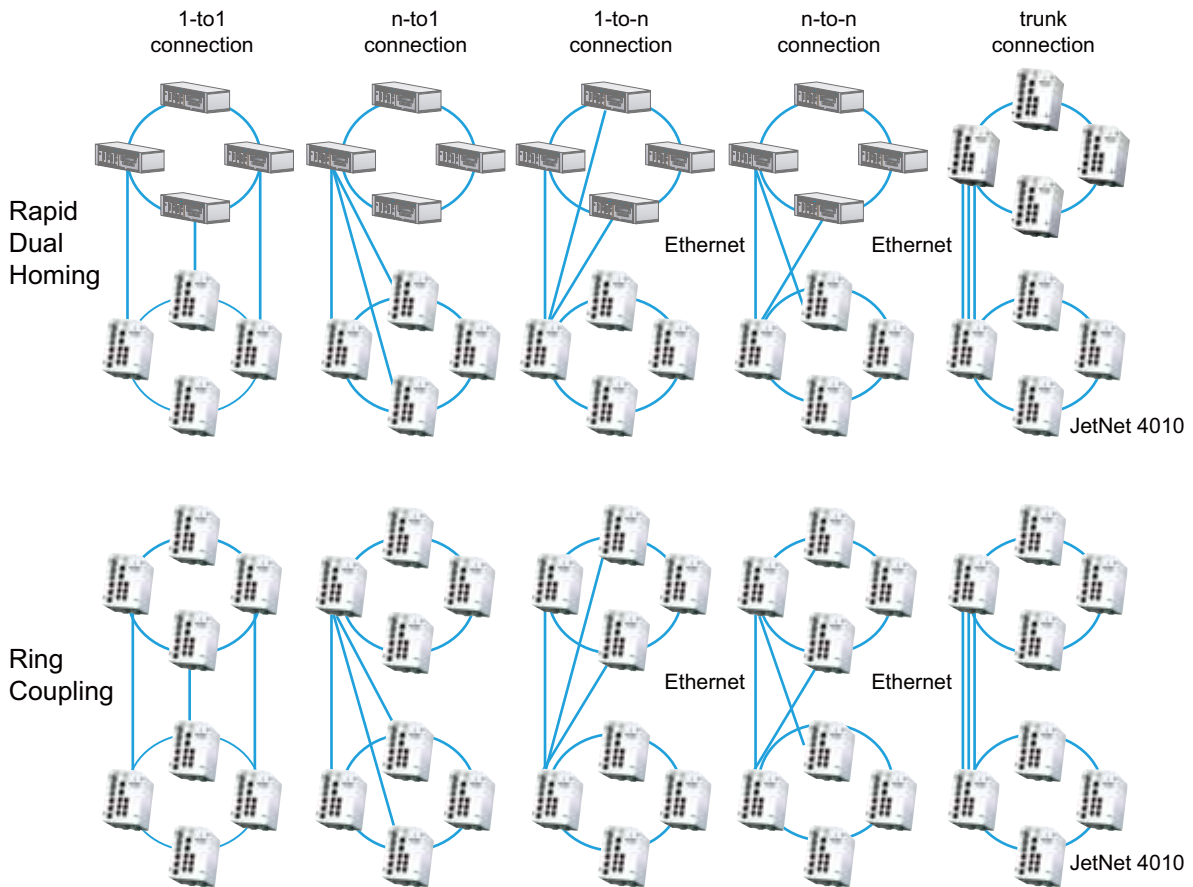 1-to1
connection
n-to1
connection
1-to-n
connection
n-to-n
connection
trunk
connection
Rapid
Dual
Homing
Ethernet
Ethernet
JetNet 4010
Ring
Coupling
Ethernet
Ethernet
JetNet 4010